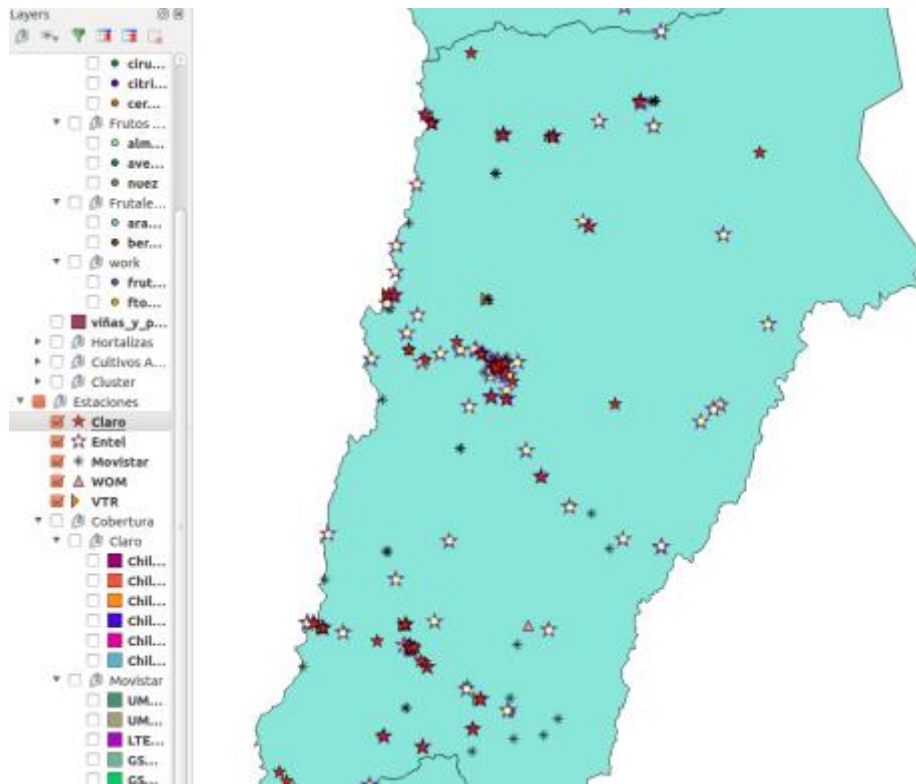 Layers
ciru...
citri...
cer...
Frutos ...
alm...
ave...
nuez
Frutale...
ara...
ber...
work
frut...
fto...
viñas_y_p...
Hortalizas
Cultivos A...
Cluster
Estaciones
Claro
Entel
Movistar
WOM
VTR
Cobertura
Claro
Chil...
Chil...
Chil...
Chil...
Chil...
Chil...
Movistar
UM...
UM...
LTE...
GS...
GS...